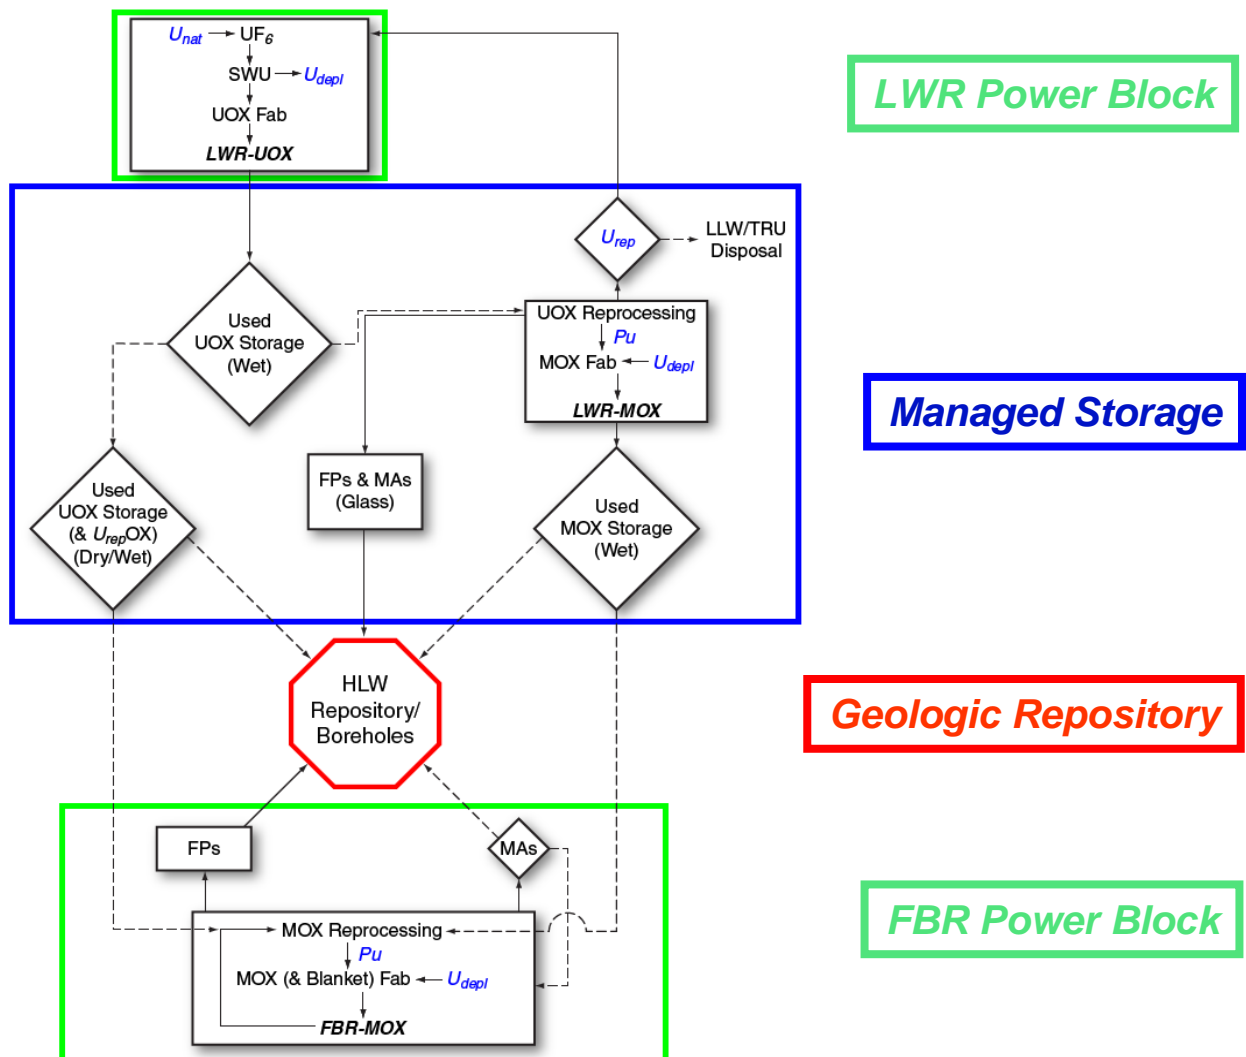 U_nat → UF_6
SWU → U_depl
UOX Fab
LWR-UOX
LWR Power Block
U_rep
LLW/TRU
Disposal
Used
UOX Storage
(Wet)
UOX Reprocessing
Pu
MOX Fab ← U_depl
LWR-MOX
Managed Storage
Used
UOX Storage
(& U_repOX)
(Dry/Wet)
FPs & MAs
(Glass)
Used
MOX Storage
(Wet)
HLW
Repository/
Boreholes
Geologic Repository
FPs
MAs
MOX Reprocessing
Pu
MOX (& Blanket) Fab ← U_depl
FBR-MOX
FBR Power Block